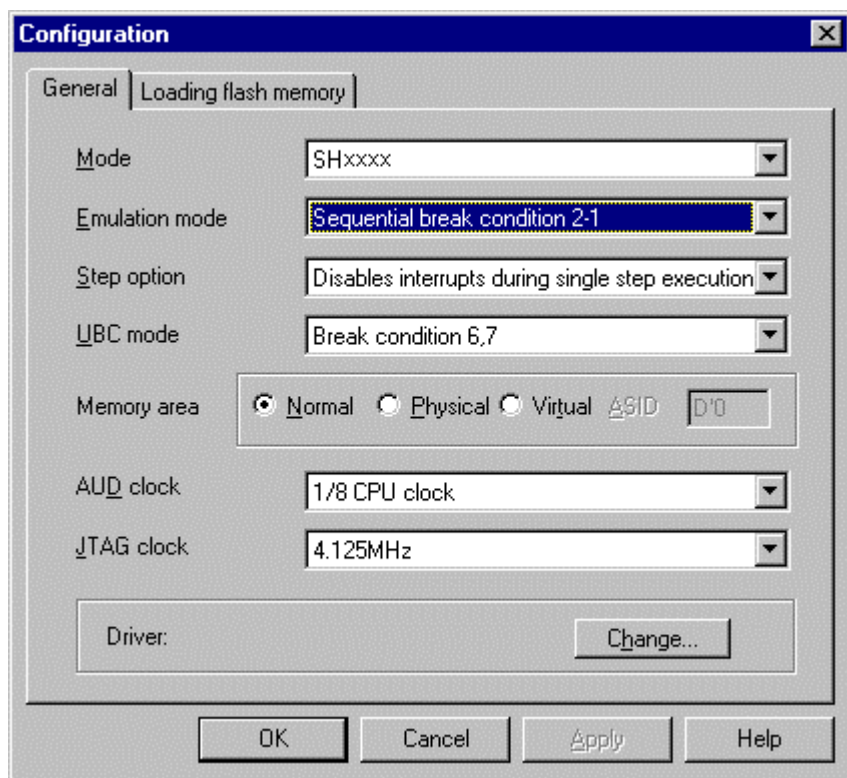 Configuration
General Loading flash memory
Mode SHxxxx
Emulation mode Sequential break condition 2-1
Step option Disables interrupts during single step execution
UBC mode Break condition 6,7
Memory area Normal Physical Virtual ASID D'0
AUD clock 1/8 CPU clock
JTAG clock 4.125MHz
Driver: Change...
OK Cancel Apply Help